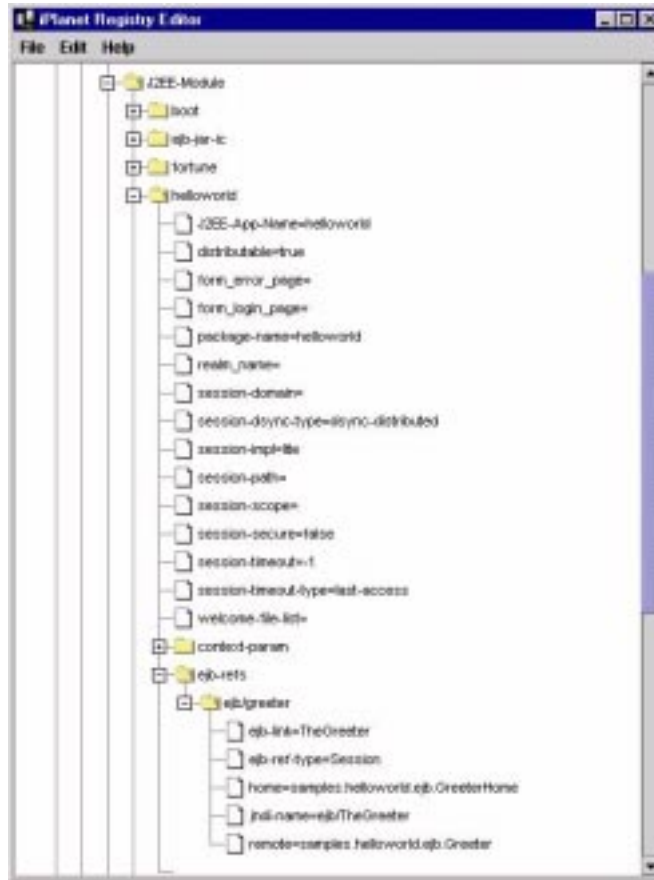 iPlanet Registry Editor
File Edit Help
J2EE-Module
boot
ejb-jar-ic
fortune
helloworld
J2EE-App-Name=helloworld
distributable=true
form_error_page=
form_login_page=
package-name=helloworld
realm_name=
session-domain=
session-dsync-type=dsync-distributed
session-impl=lite
session-path=
session-scope=
session-secure=false
session-timeout=-1
session-timeout-type=last-access
welcome-file-list=
context-param
ejb-refs
ejb/greeter
ejb-link=TheGreeter
ejb-ref-type=Session
home=samples.helloworld.ejb.GreeterHome
jndi-name=ejb/TheGreeter
remote=samples.helloworld.ejb.Greeter